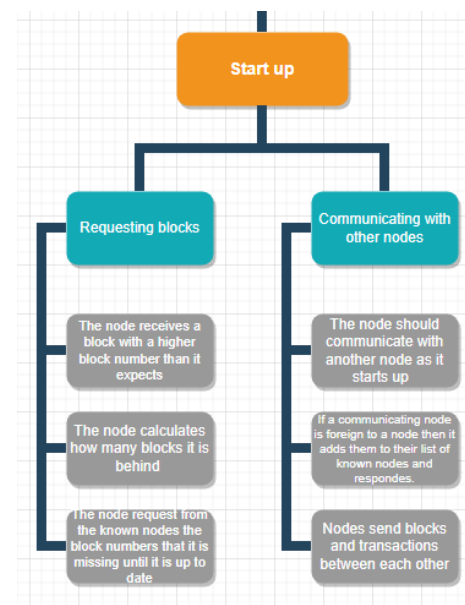 Start up
Requesting blocks
The node receives a
block with a higher
block number than it
expects
The node calculates
how many blocks it is
behind
The node request from
the known nodes the
block numbers that it is
missing until it is up to
date
Communicating with
other nodes
The node should
communicate with
another node as it
starts up
If a communicating node
is foreign to a node then it
adds them to their list of
known nodes and
respondes.
Nodes send blocks
and transactions
between each other